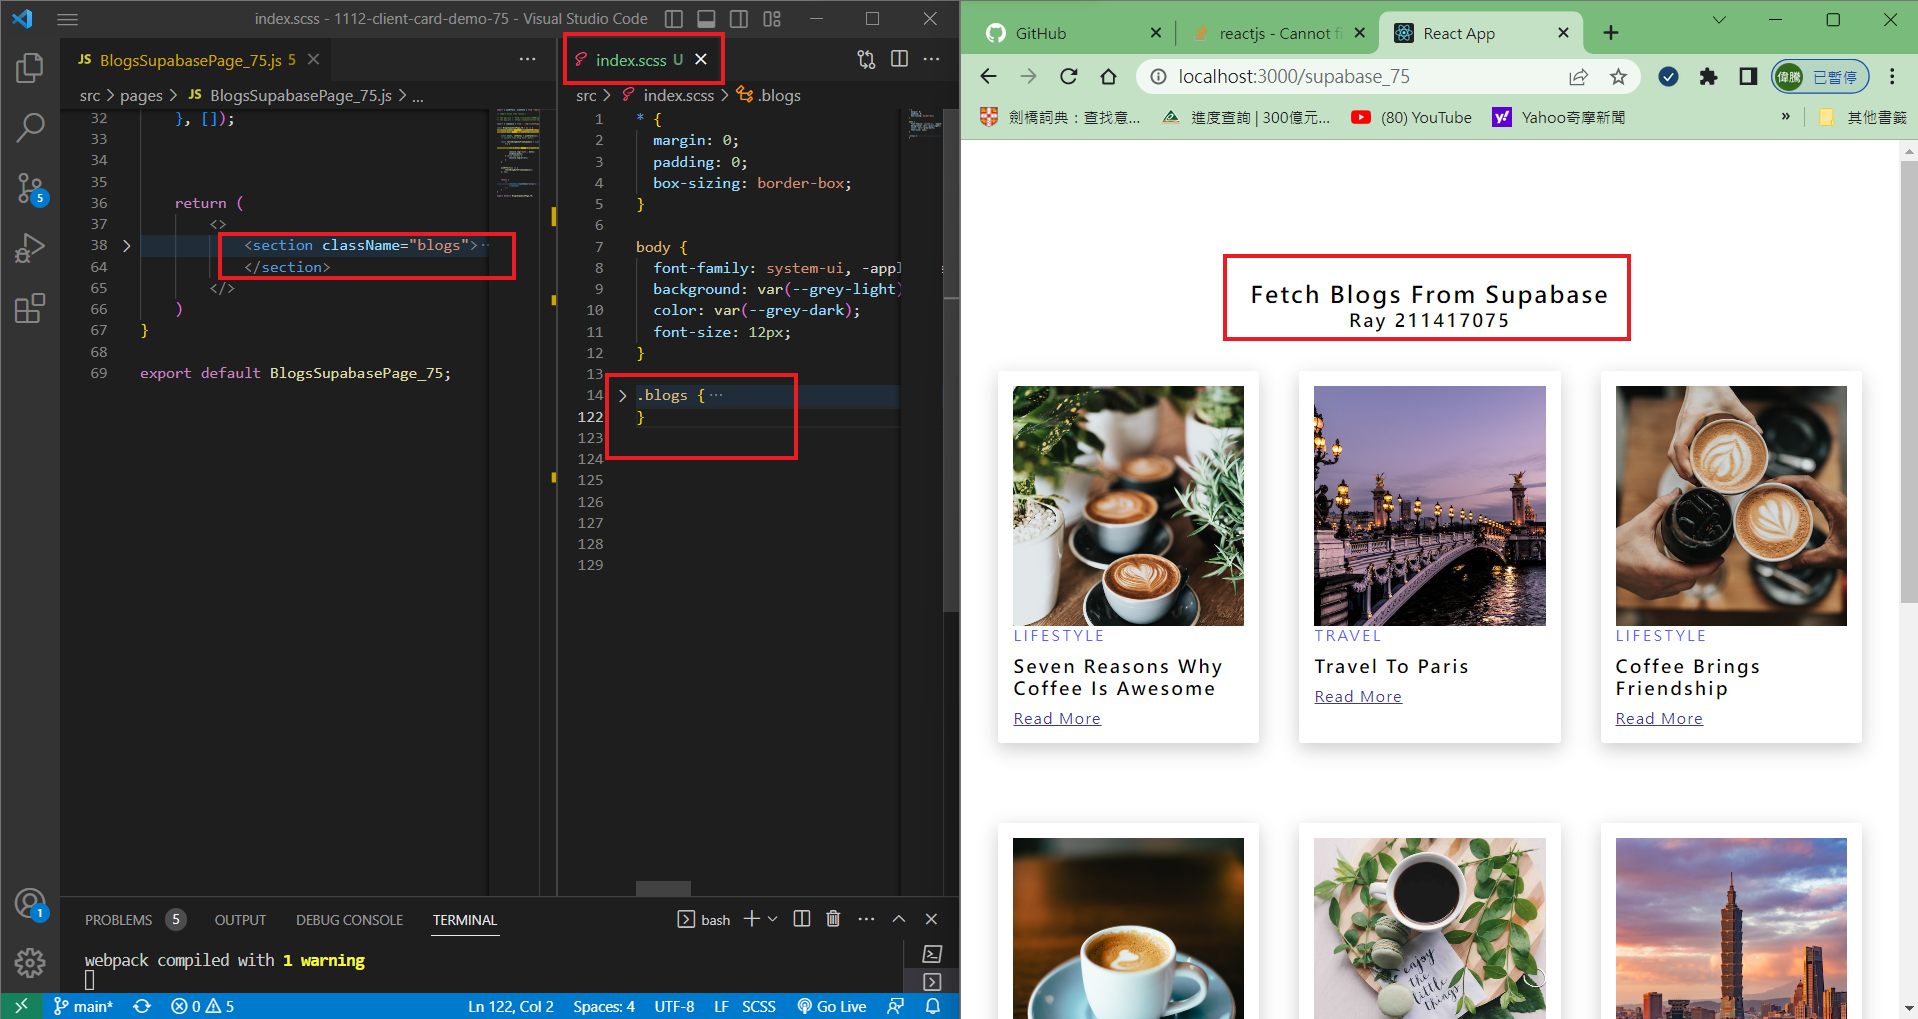 index.scss - 1112-client-card-demo-75 - Visual Studio Code
JS BlogsSupabasePage_75.js 5
src > pages > JS BlogsSupabasePage_75.js > ...
32 }, []);
33
34
35
36 return (
37 <>
38 <section className="blogs">...
64 </section>
65 </>
66 )
67 }
68
69 export default BlogsSupabasePage_75;
index.scss U
src > index.scss > .blogs
1 * {
2 margin: 0;
3 padding: 0;
4 box-sizing: border-box;
5 }
6
7 body {
8 font-family: system-ui, -appl
9 background: var(--grey-light)
10 color: var(--grey-dark);
11 font-size: 12px;
12 }
13
14 .blogs {...
122 }
123
124
125
126
127
128
129
PROBLEMS 5 OUTPUT DEBUG CONSOLE TERMINAL
bash
webpack compiled with 1 warning
main* 0 5 Ln 122, Col 2 Spaces: 4 UTF-8 LF SCSS Go Live
5
1
GitHub
reactjs - Cannot f
React App
localhost:3000/supabase_75
偉騰 已暫停
劍橋詞典：查找意... 進度查詢 | 300億元... (80) YouTube Yahoo奇摩新聞 » 其他書籤
Fetch Blogs From Supabase
Ray 211417075
LIFESTYLE
Seven Reasons Why
Coffee Is Awesome
Read More
TRAVEL
Travel To Paris
Read More
LIFESTYLE
Coffee Brings
Friendship
Read More
enjoy
the
little
things